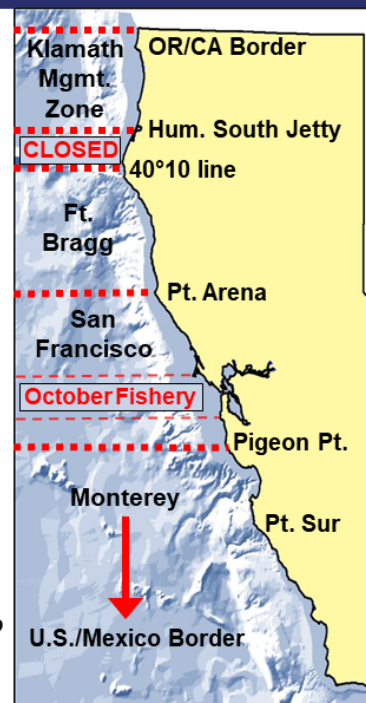 Klamath
Mgmt.
Zone
OR/CA Border
Hum. South Jetty
CLOSED
40°10 line
Ft.
Bragg
Pt. Arena
San
Francisco
October Fishery
Pigeon Pt.
Monterey
Pt. Sur
U.S./Mexico Border